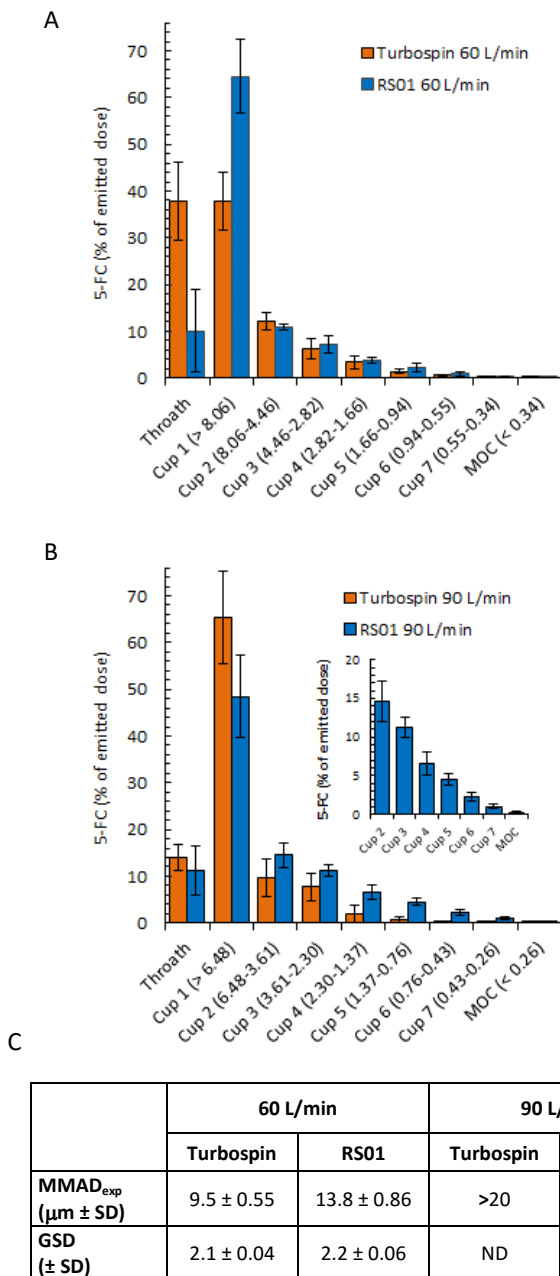 A
Turbospin 60 L/min
RS01 60 L/min
5-FC (% of emitted dose)
70
60
50
40
30
20
10
0
Throath
Cup 1 (> 8.06)
Cup 2 (8.06-4.46)
Cup 3 (4.46-2.82)
Cup 4 (2.82-1.66)
Cup 5 (1.66-0.94)
Cup 6 (0.94-0.55)
Cup 7 (0.55-0.34)
MOC (< 0.34)
B
Turbospin 90 L/min
RS01 90 L/min
5-FC (% of emitted dose)
70
60
50
40
30
20
10
0
5-FC (% of emitted dose)
20
15
10
5
0
Cup 2
Cup 3
Cup 4
Cup 5
Cup 6
Cup 7
MOC
Throath
Cup 1 (> 6.48)
Cup 2 (6.48-3.61)
Cup 3 (3.61-2.30)
Cup 4 (2.30-1.37)
Cup 5 (1.37-0.76)
Cup 6 (0.76-0.43)
Cup 7 (0.43-0.26)
MOC (< 0.26)
C
60 L/min 90 L/
Turbospin RS01 Turbospin
MMADexp (µm ± SD) 9.5 ± 0.55 13.8 ± 0.86 >20
GSD (± SD) 2.1 ± 0.04 2.2 ± 0.06 ND